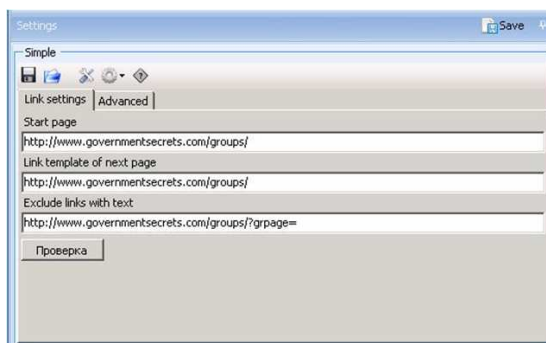 Settings
Save
Simple
Link settings
Advanced
Start page
http://www.governmentsecrets.com/groups/
Link template of next page
http://www.governmentsecrets.com/groups/
Exclude links with text
http://www.governmentsecrets.com/groups/?grpage=
Проверка